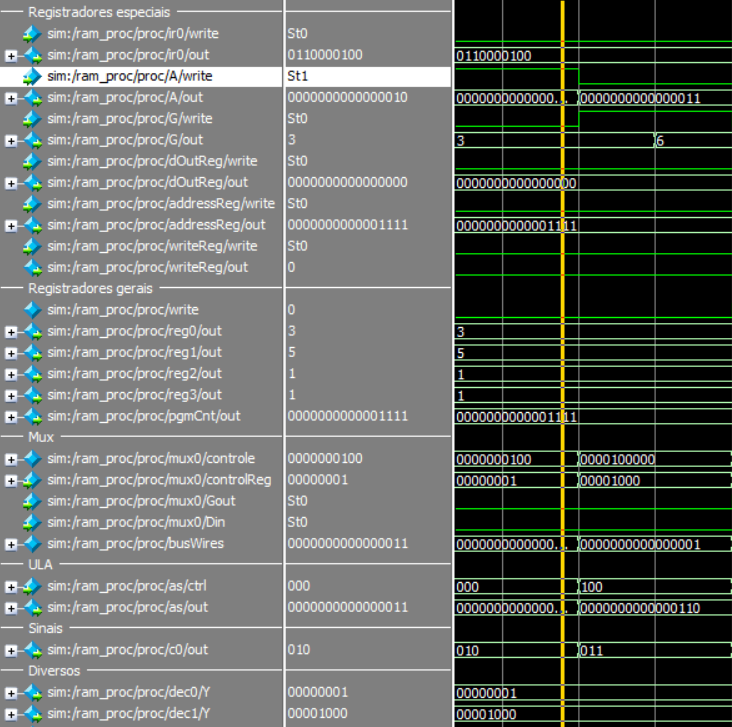 Registradores especiais
sim:/ram_proc/proc/ir0/write St0
sim:/ram_proc/proc/ir0/out 0110000100 0110000100
sim:/ram_proc/proc/A/write St1
sim:/ram_proc/proc/A/out 0000000000000010 0000000000000... 0000000000000011
sim:/ram_proc/proc/G/write St0
sim:/ram_proc/proc/G/out 3 3 6
sim:/ram_proc/proc/dOutReg/write St0
sim:/ram_proc/proc/dOutReg/out 0000000000000000 0000000000000000
sim:/ram_proc/proc/addressReg/write St0
sim:/ram_proc/proc/addressReg/out 0000000000001111 0000000000001111
sim:/ram_proc/proc/writeReg/write St0
sim:/ram_proc/proc/writeReg/out 0
Registradores gerais
sim:/ram_proc/proc/write 0
sim:/ram_proc/proc/reg0/out 3 3
sim:/ram_proc/proc/reg1/out 5 5
sim:/ram_proc/proc/reg2/out 1 1
sim:/ram_proc/proc/reg3/out 1 1
sim:/ram_proc/proc/pgmCnt/out 0000000000001111 0000000000001111
Mux
sim:/ram_proc/proc/mux0/controle 0000000100 0000000100 0000100000
sim:/ram_proc/proc/mux0/controlReg 00000001 00000001 00001000
sim:/ram_proc/proc/mux0/Gout St0
sim:/ram_proc/proc/mux0/Din St0
sim:/ram_proc/proc/busWires 0000000000000011 0000000000000... 0000000000000001
ULA
sim:/ram_proc/proc/as/ctrl 000 000 100
sim:/ram_proc/proc/as/out 0000000000000011 0000000000000... 0000000000000110
Sinais
sim:/ram_proc/proc/c0/out 010 010 011
Diversos
sim:/ram_proc/proc/dec0/Y 00000001 00000001
sim:/ram_proc/proc/dec1/Y 00001000 00001000